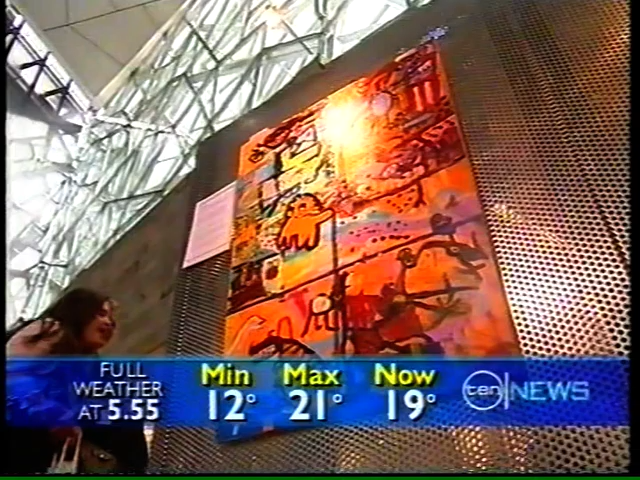 FULL
WEATHER
AT 5.55
Min Max Now
12° 21° 19°
ten NEWS